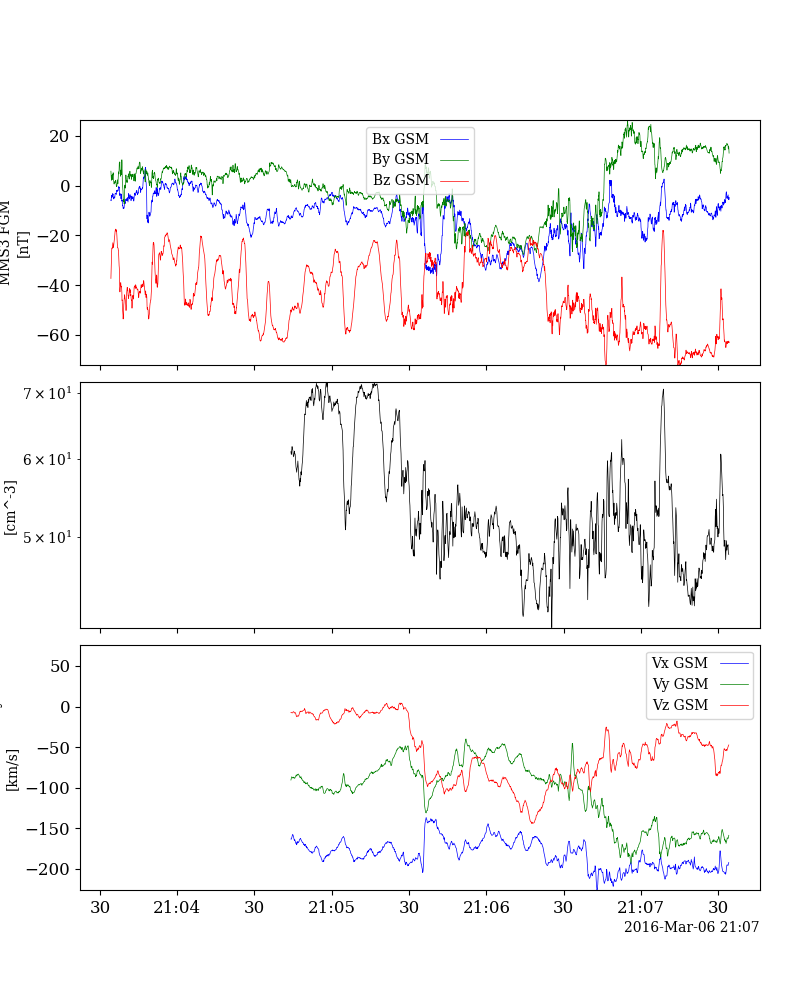 20
0
−20
−40
−60
MMS3 FGM
[nT]
Bx GSM
By GSM
Bz GSM
7 × 10¹
6 × 10¹
5 × 10¹
[cm^-3]
50
0
−50
−100
−150
−200
[km/s]
Vx GSM
Vy GSM
Vz GSM
30 21:04 30 21:05 30 21:06 30 21:07 30
2016-Mar-06 21:07